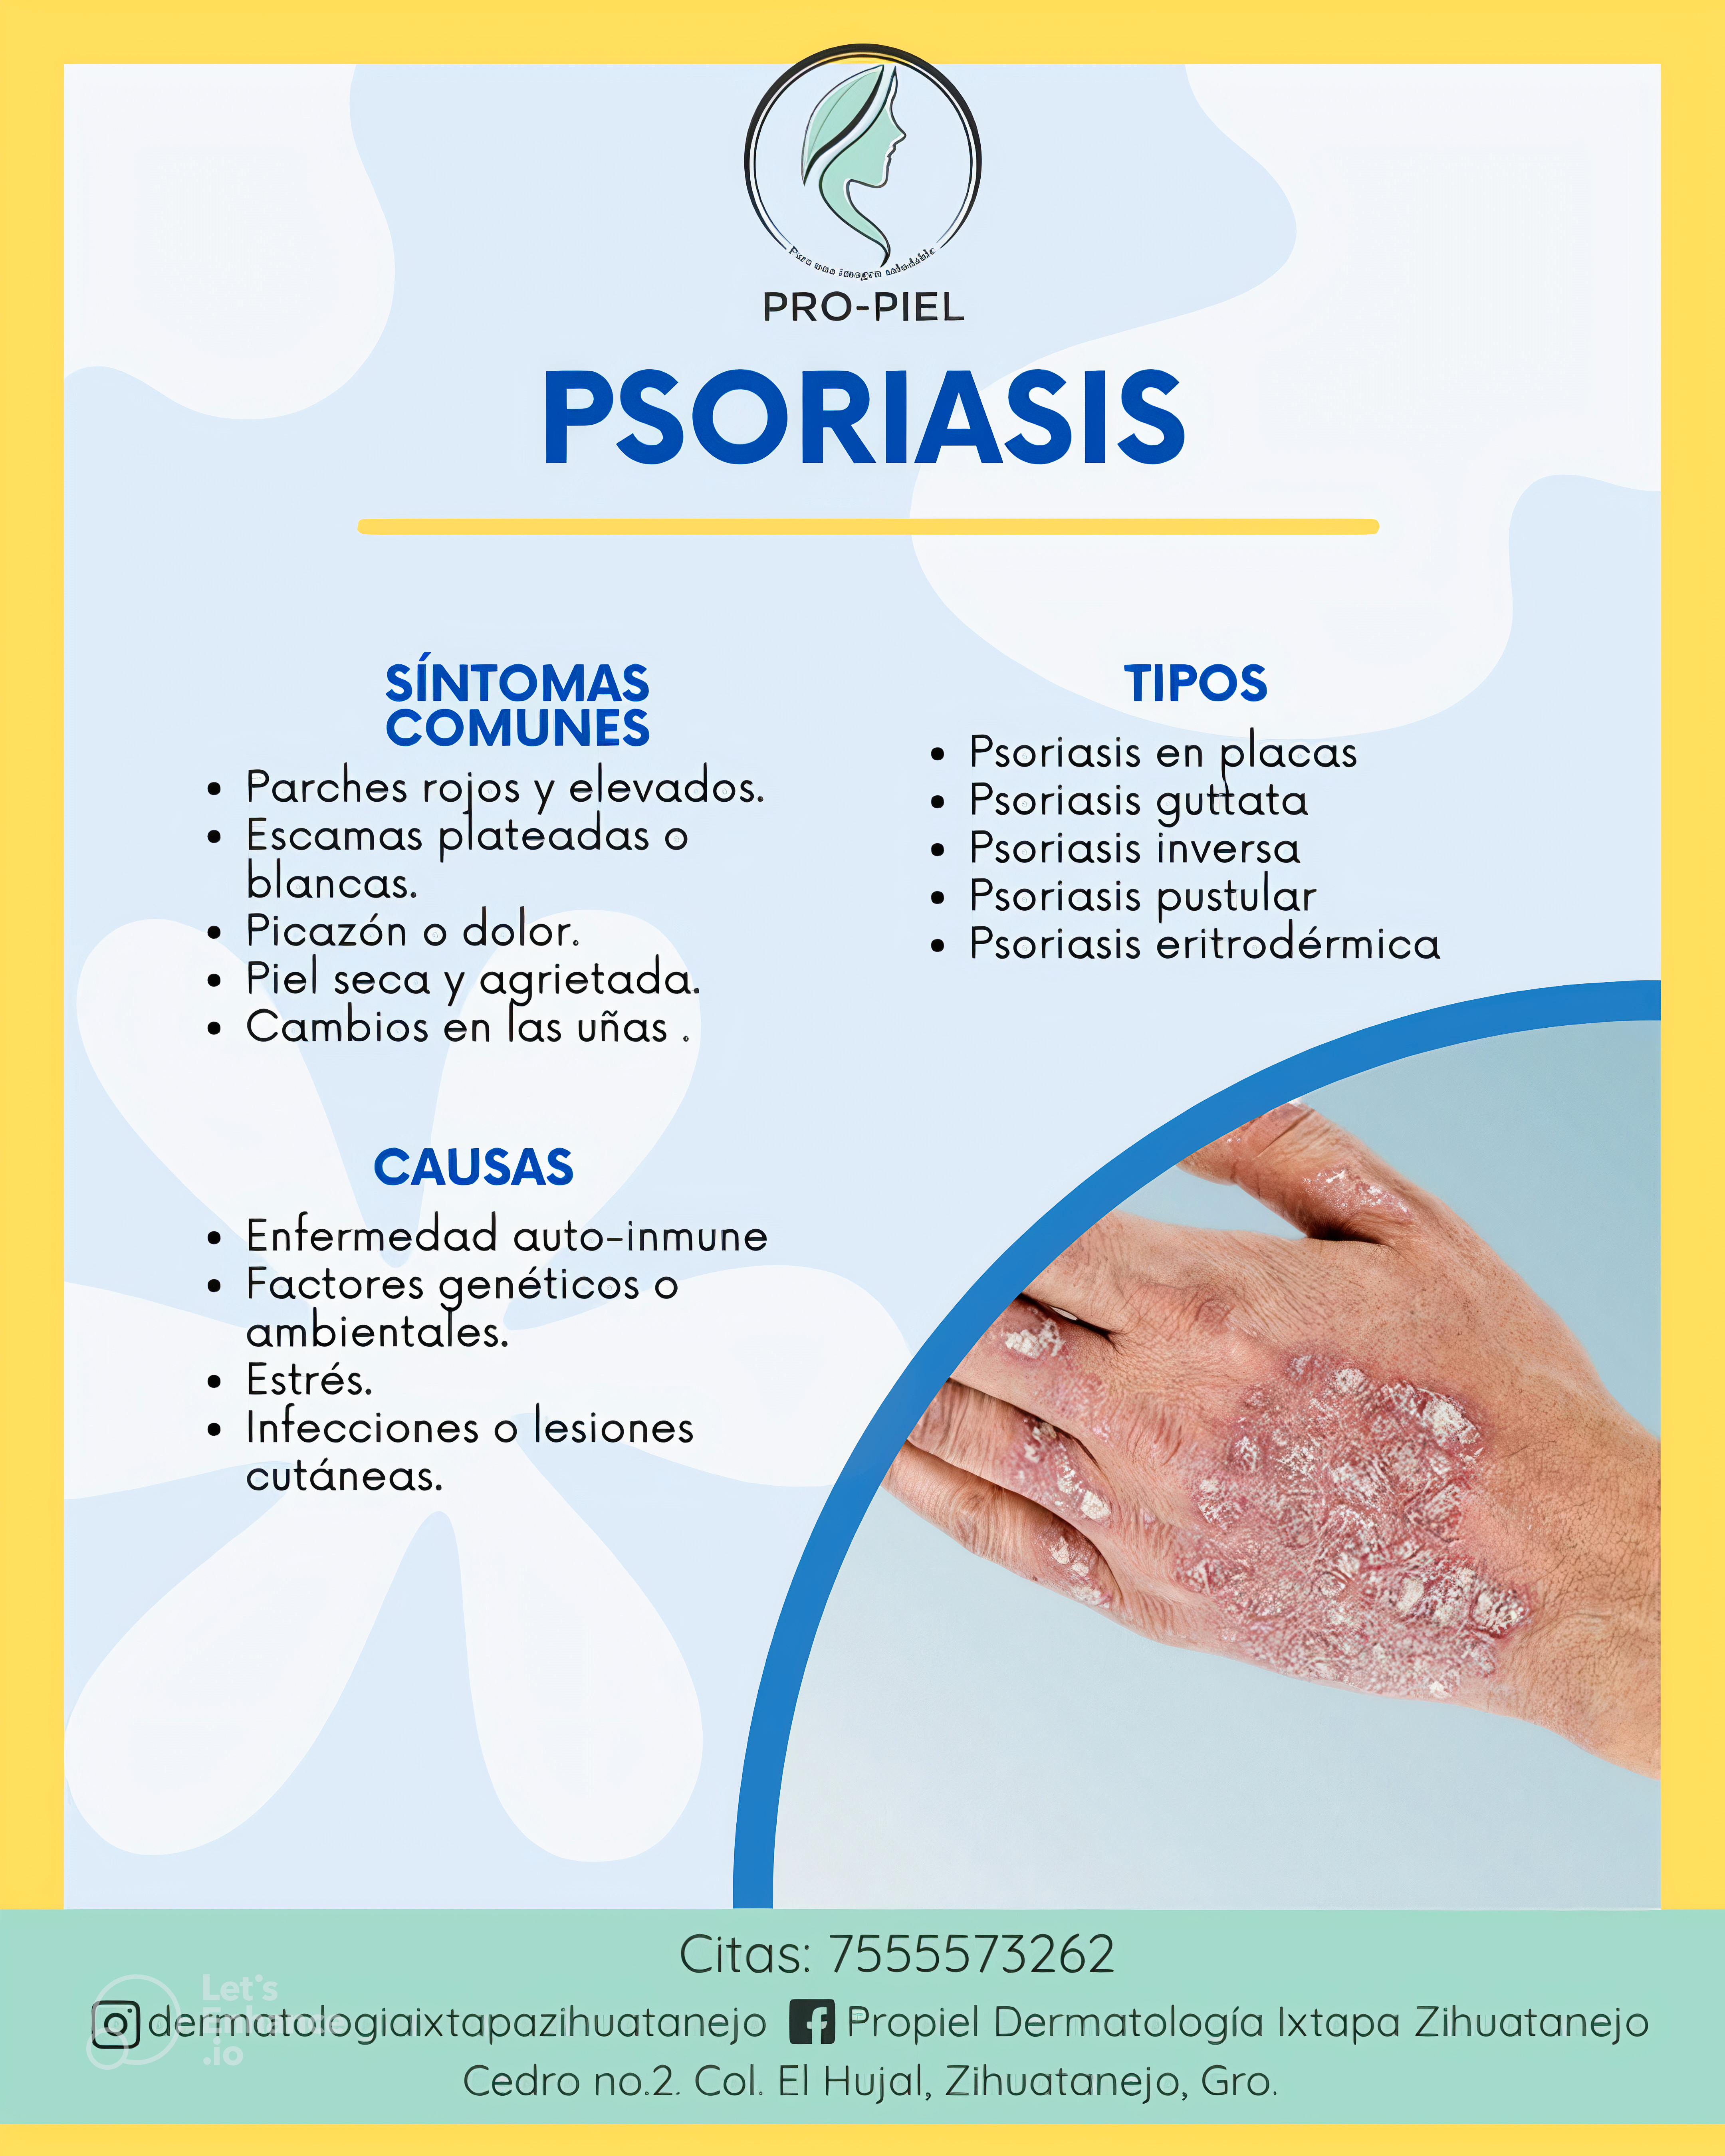 Para una imagen saludable
PRO-PIEL
PSORIASIS
SÍNTOMAS
COMUNES
• Parches rojos y elevados.
• Escamas plateadas o
blancas.
• Picazón o dolor.
• Piel seca y agrietada.
• Cambios en las uñas .
CAUSAS
• Enfermedad auto-inmune
• Factores genéticos o
ambientales.
• Estrés.
• Infecciones o lesiones
cutáneas.
TIPOS
• Psoriasis en placas
• Psoriasis guttata
• Psoriasis inversa
• Psoriasis pustular
• Psoriasis eritrodérmica
Citas: 7555573262
dermatologiaixtapazihuatanejo Propiel Dermatología Ixtapa Zihuatanejo
Cedro no.2. Col. El Hujal, Zihuatanejo, Gro.
Let's
Enhance
.io